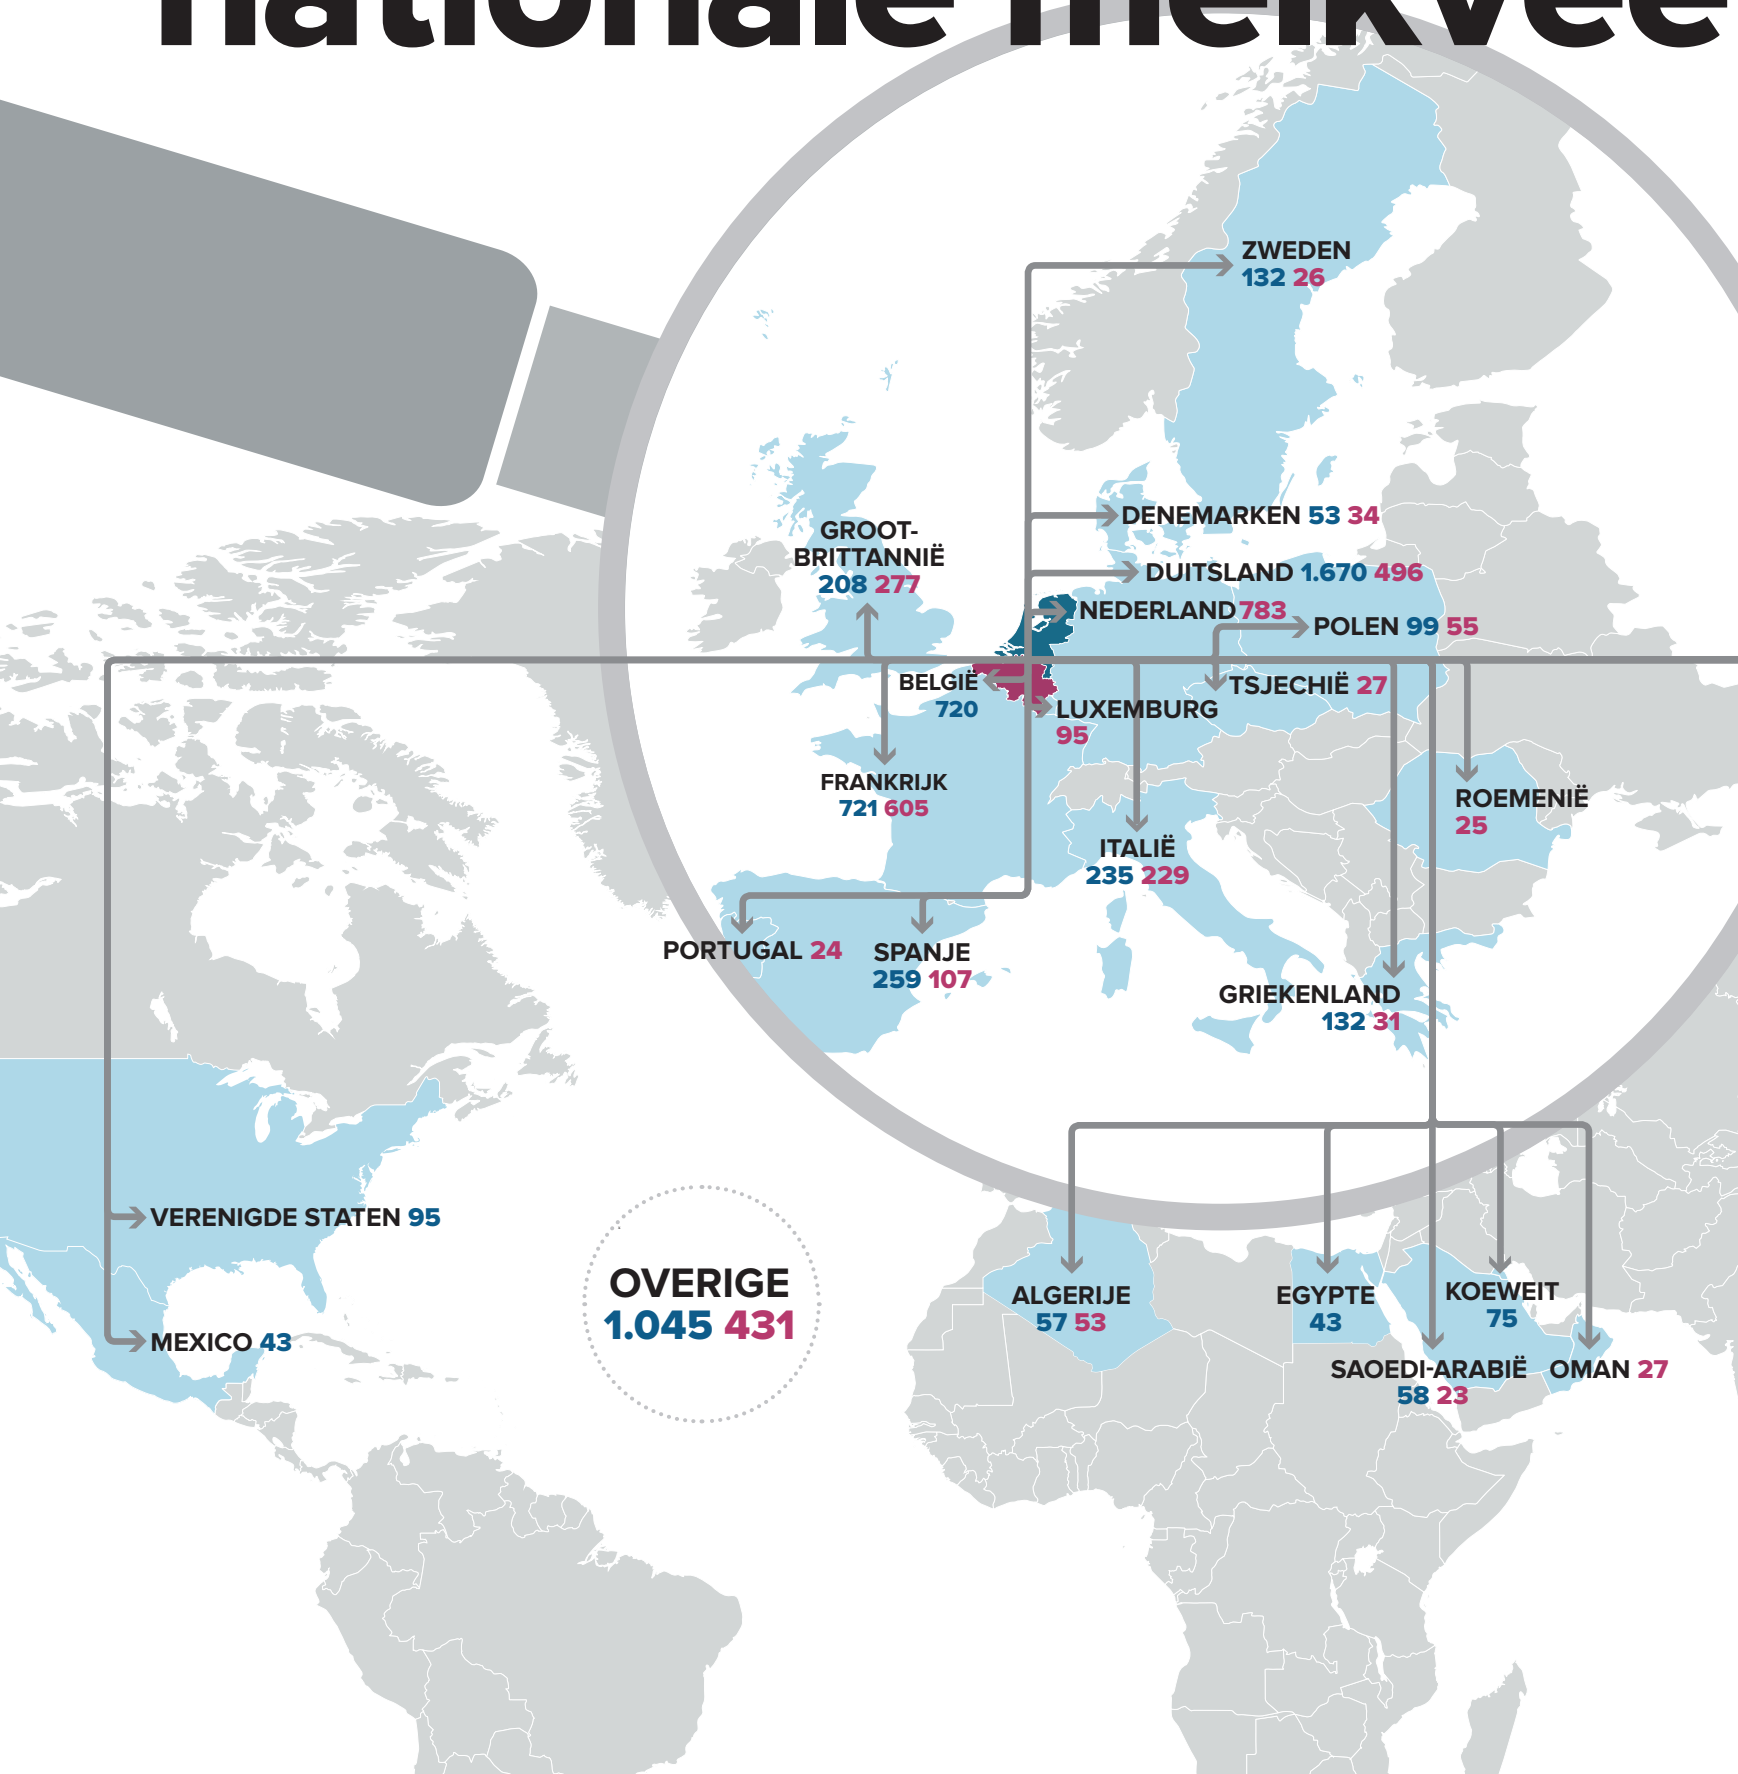 nationale melkvee
ZWEDEN
132 26
DENEMARKEN 53 34
GROOT-
BRITTANNIË
208 277
DUITSLAND 1.670 496
NEDERLAND 783
POLEN 99 55
BELGIË
720
TSJECHIË 27
LUXEMBURG
95
FRANKRIJK
721 605
ROEMENIË
25
ITALIË
235 229
PORTUGAL 24
SPANJE
259 107
GRIEKENLAND
132 31
VERENIGDE STATEN 95
MEXICO 43
OVERIGE
1.045 431
ALGERIJE
57 53
EGYPTE
43
KOEWEIT
75
SAOEDI-ARABIË
58 23
OMAN 27